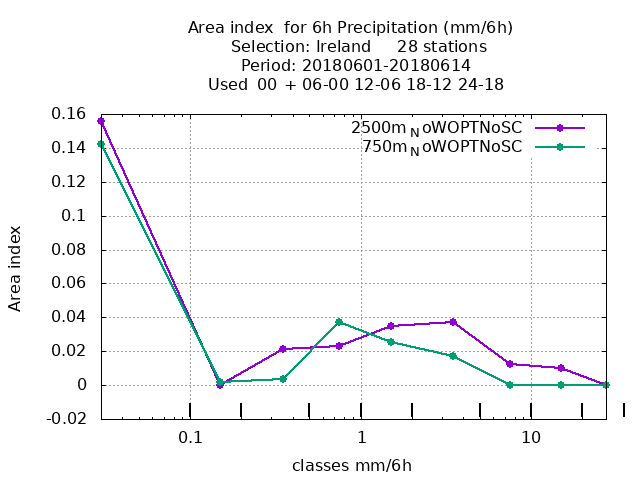 Area index  for 6h Precipitation (mm/6h)
Selection: Ireland     28 stations
Period: 20180601-20180614
Used  00  + 06-00 12-06 18-12 24-18
2500m NoWOPTNoSC
750m NoWOPTNoSC
0.16
0.14
0.12
0.1
0.08
0.06
0.04
0.02
0
-0.02
Area index
0.1 1 10
classes mm/6h